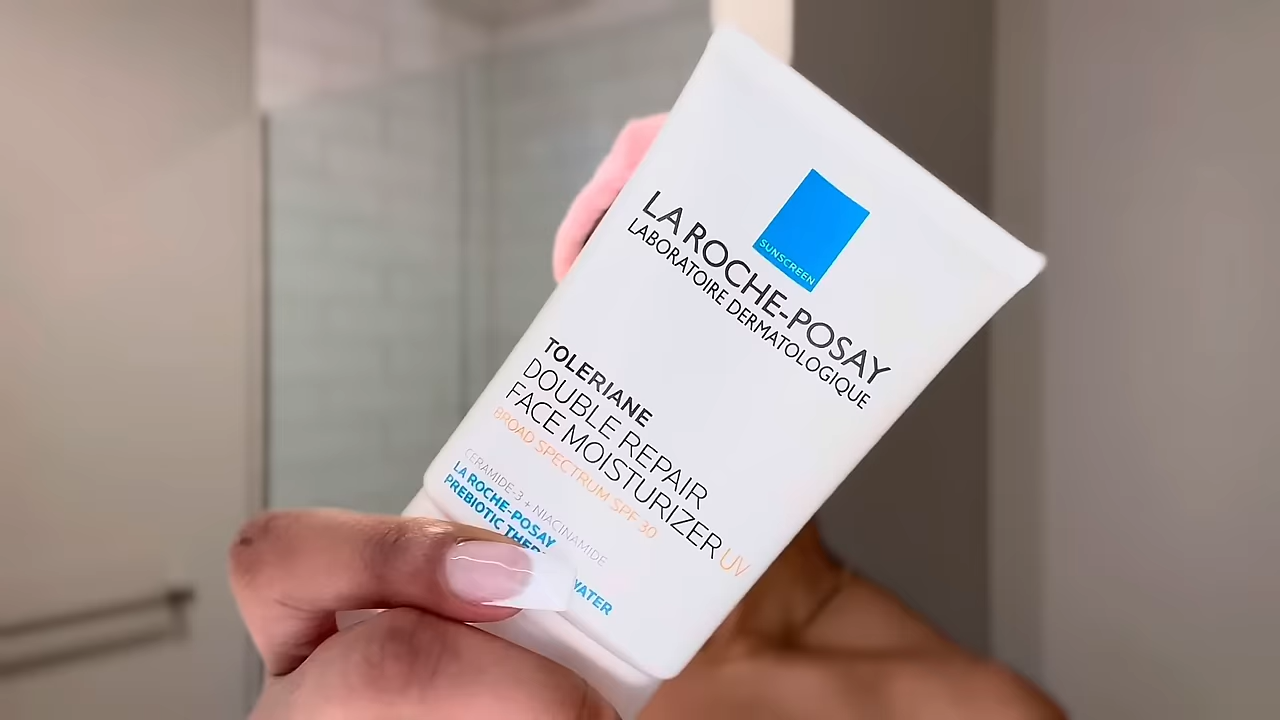 SUNSCREEN
LA ROCHE-POSAY
LABORATOIRE DERMATOLOGIQUE
TOLERIANE
DOUBLE REPAIR
FACE MOISTURIZER UV
BROAD SPECTRUM SPF 30
CERAMIDE-3 + NIACINAMIDE
LA ROCHE-POSAY
PREBIOTIC WATER